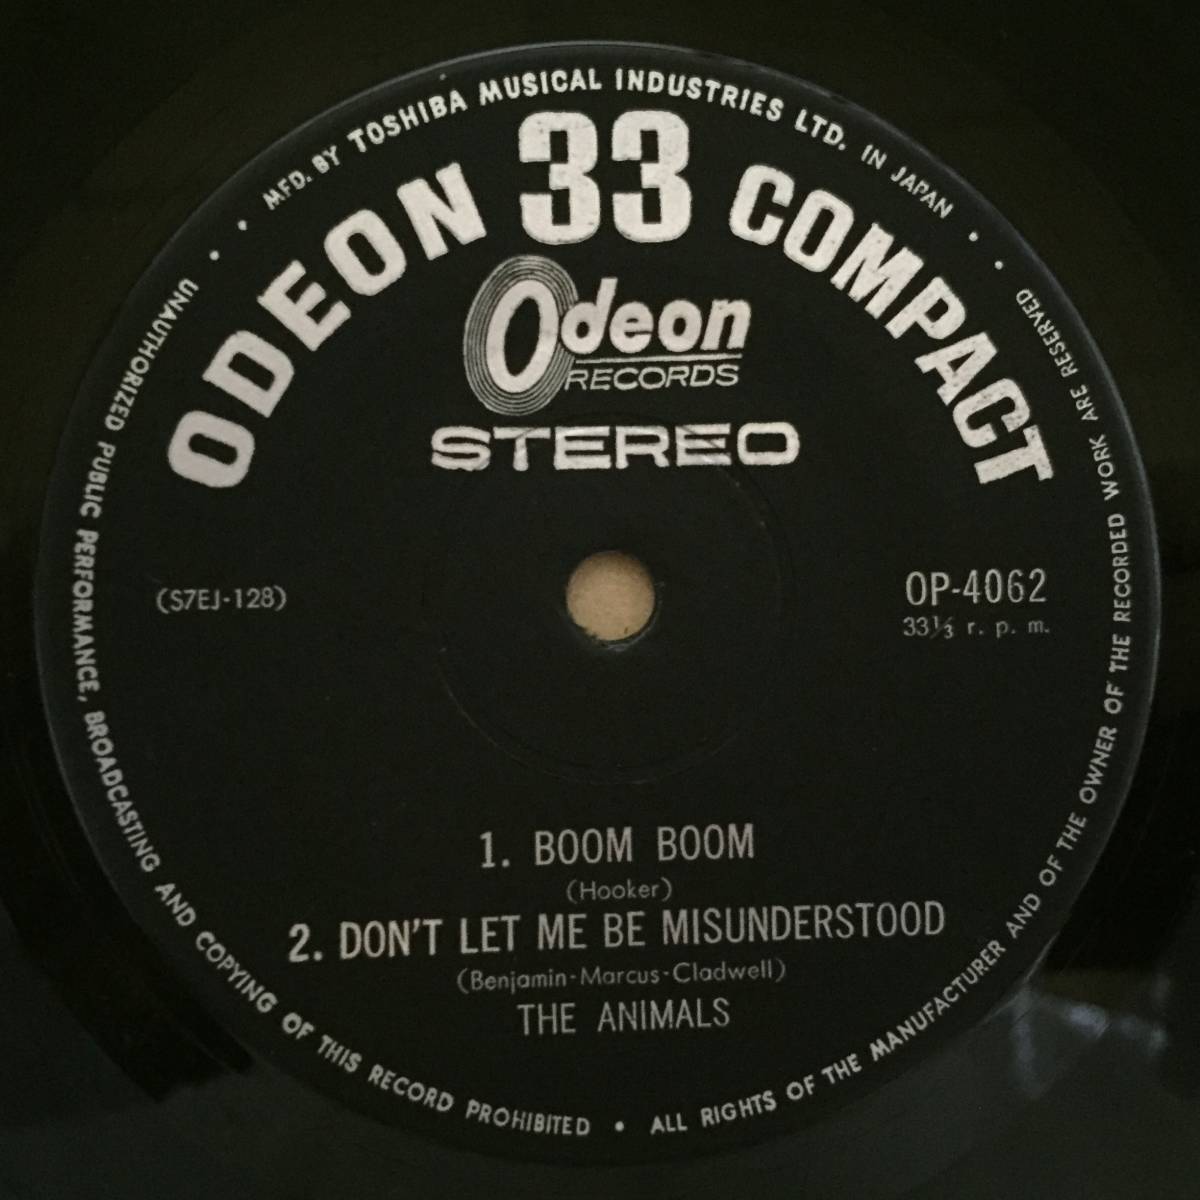 MFD. BY TOSHIBA MUSICAL INDUSTRIES LTD. IN JAPAN
ODEON 33 COMPACT
Odeon
RECORDS
STEREO
(S7EJ-128)
OP-4062
33⅓ r. p. m.
1. BOOM BOOM
(Hooker)
2. DON'T LET ME BE MISUNDERSTOOD
(Benjamin-Marcus-Cladwell)
THE ANIMALS
UNAUTHORIZED PUBLIC PERFORMANCE, BROADCASTING AND COPYING OF THIS RECORD PROHIBITED • ALL RIGHTS OF THE MANUFACTURER AND OF THE OWNER OF THE RECORDED WORK ARE RESERVED